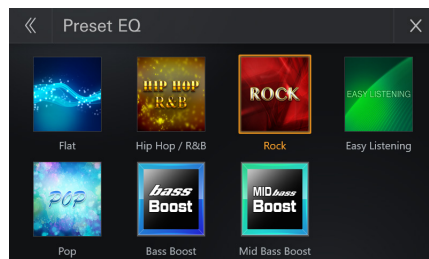 Preset EQ
HIP HOP
R&B
ROCK
EASY LISTENING
Flat
Hip Hop / R&B
Rock
Easy Listening
POP
bass
Boost
MID bass
Boost
Pop
Bass Boost
Mid Bass Boost